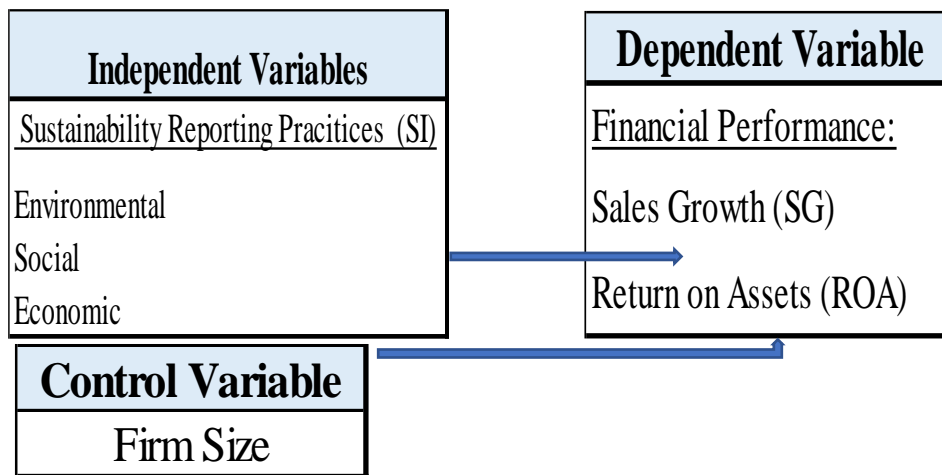 Independent Variables
Sustainability Reporting Pracitices (SI)
Environmental
Social
Economic
Dependent Variable
Financial Performance:
Sales Growth (SG)
Return on Assets (ROA)
Control Variable
Firm Size